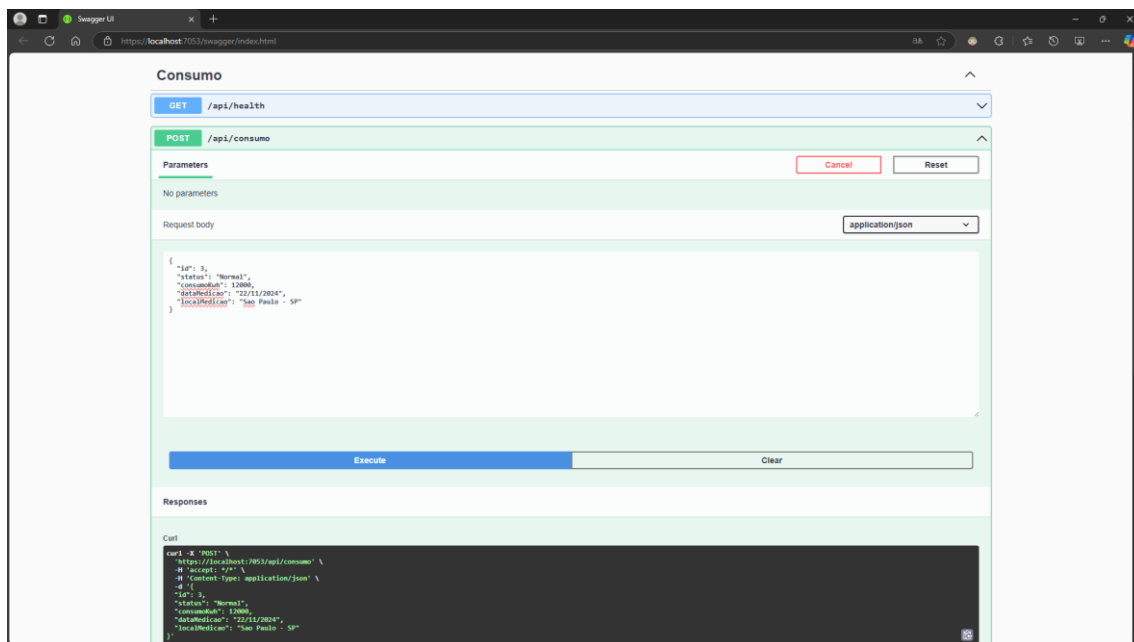 Swagger UI
https://localhost:7053/swagger/index.html
Consumo
GET /api/health
POST /api/consumo
Parameters
Cancel
Reset
No parameters
Request body
application/json
{
"id": 3,
"status": "Normal",
"consumoKwh": 12000,
"dataMedicao": "22/11/2024",
"localMedicao": "Sao Paulo - SP"
}
Execute
Clear
Responses
Curl
curl -X 'POST' \
'https://localhost:7053/api/consumo' \
-H 'accept: */*' \
-H 'Content-Type: application/json' \
-d '{
"id": 3,
"status": "Normal",
"consumoKwh": 12000,
"dataMedicao": "22/11/2024",
"localMedicao": "Sao Paulo - SP"
}'